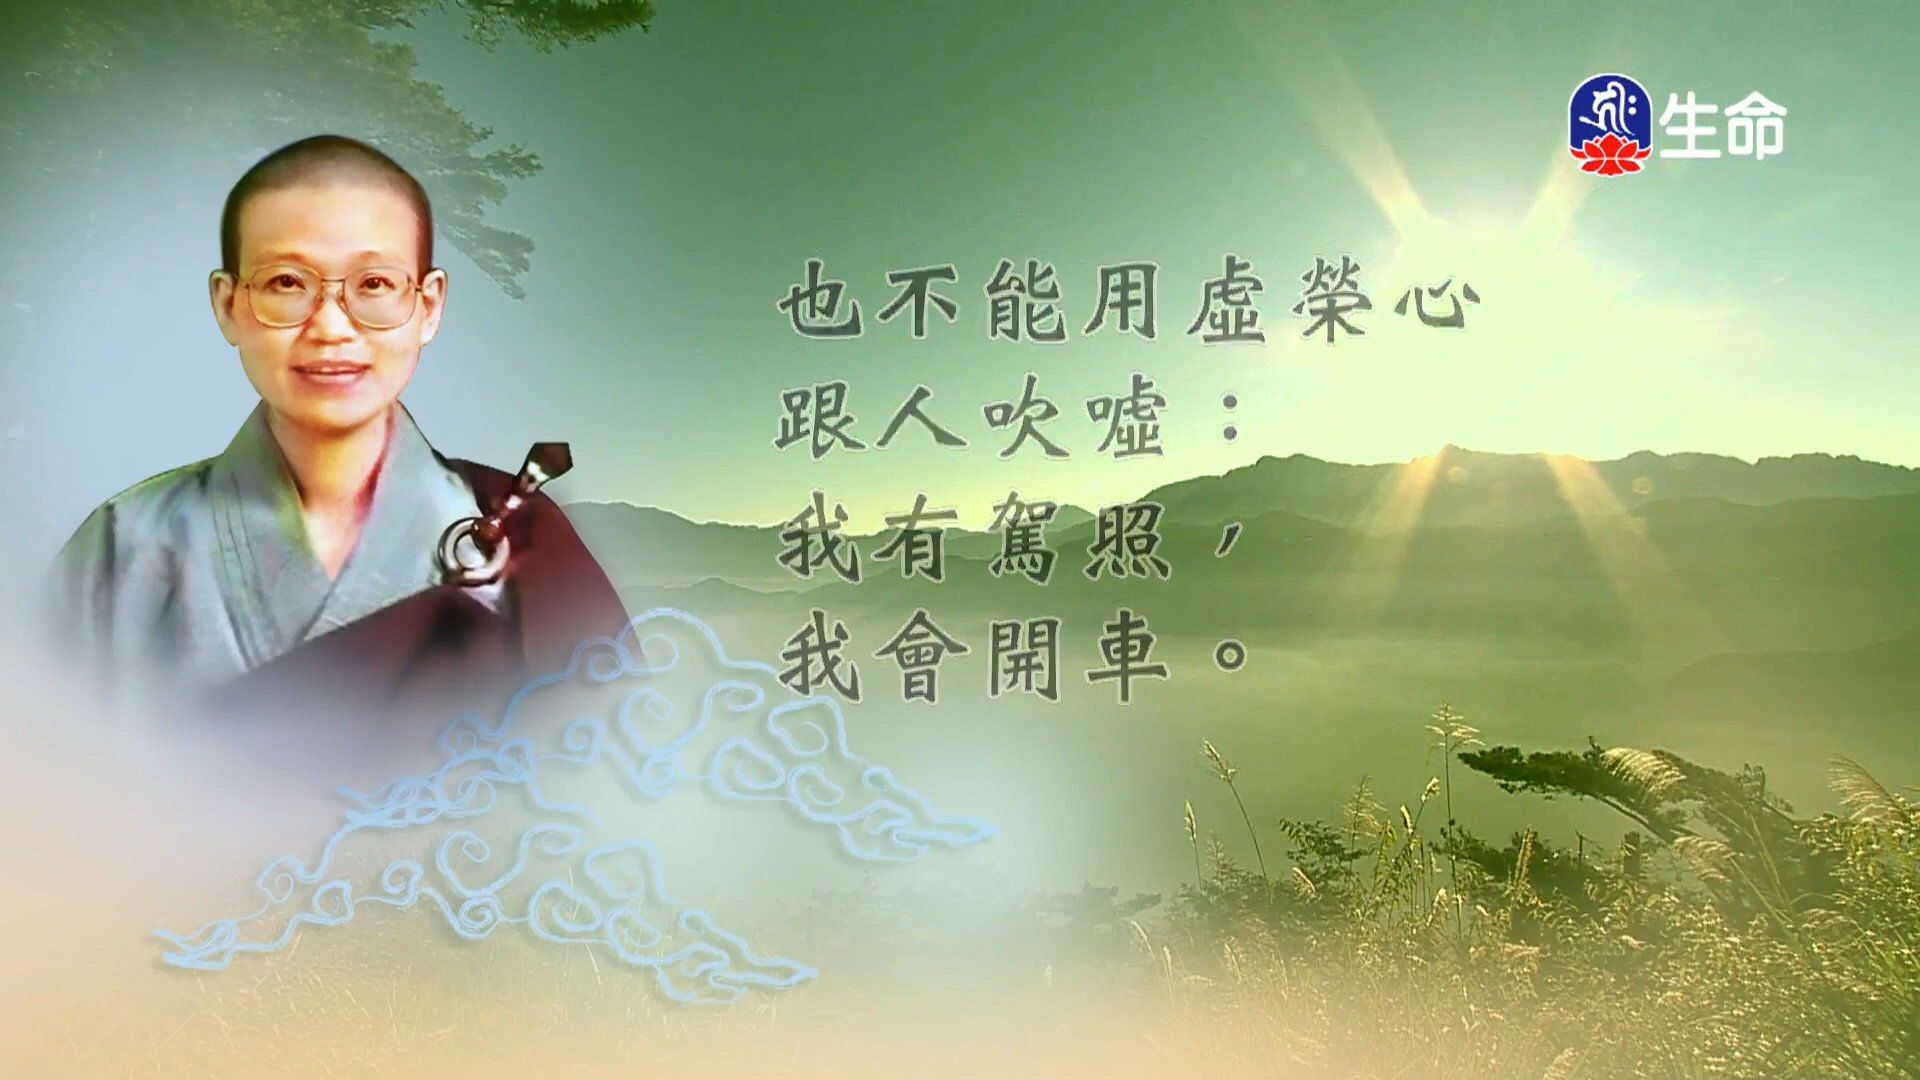 生命
也不能用虛榮心
跟人吹噓：
我有駕照，
我會開車。